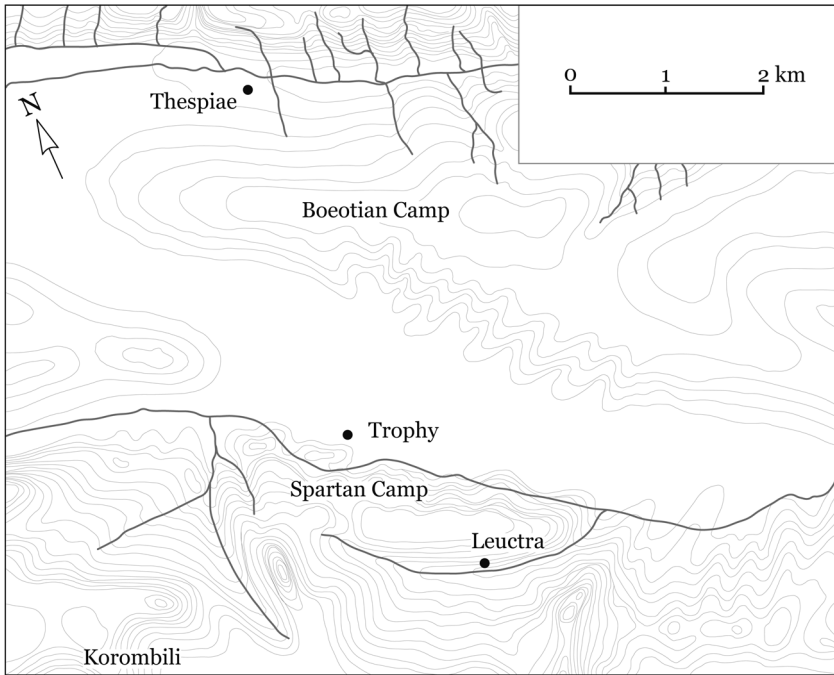 0 1 2 km
Thespiae
N
Boeotian Camp
Trophy
Spartan Camp
Leuctra
Korombili